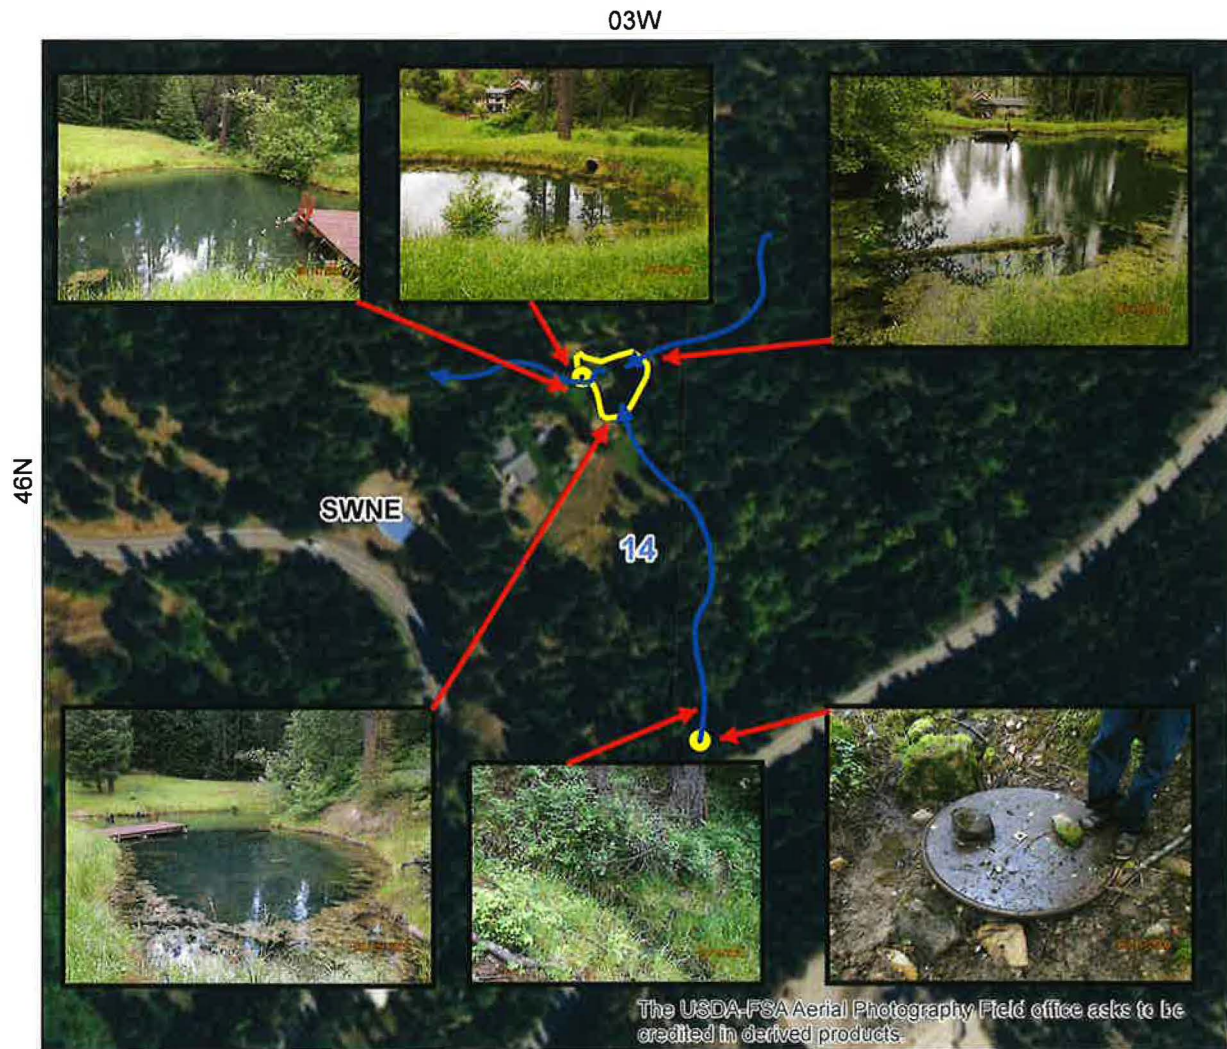 03W
46N
SWNE
14
The USDA-FSA Aerial Photography Field office asks to be
credited in derived products.